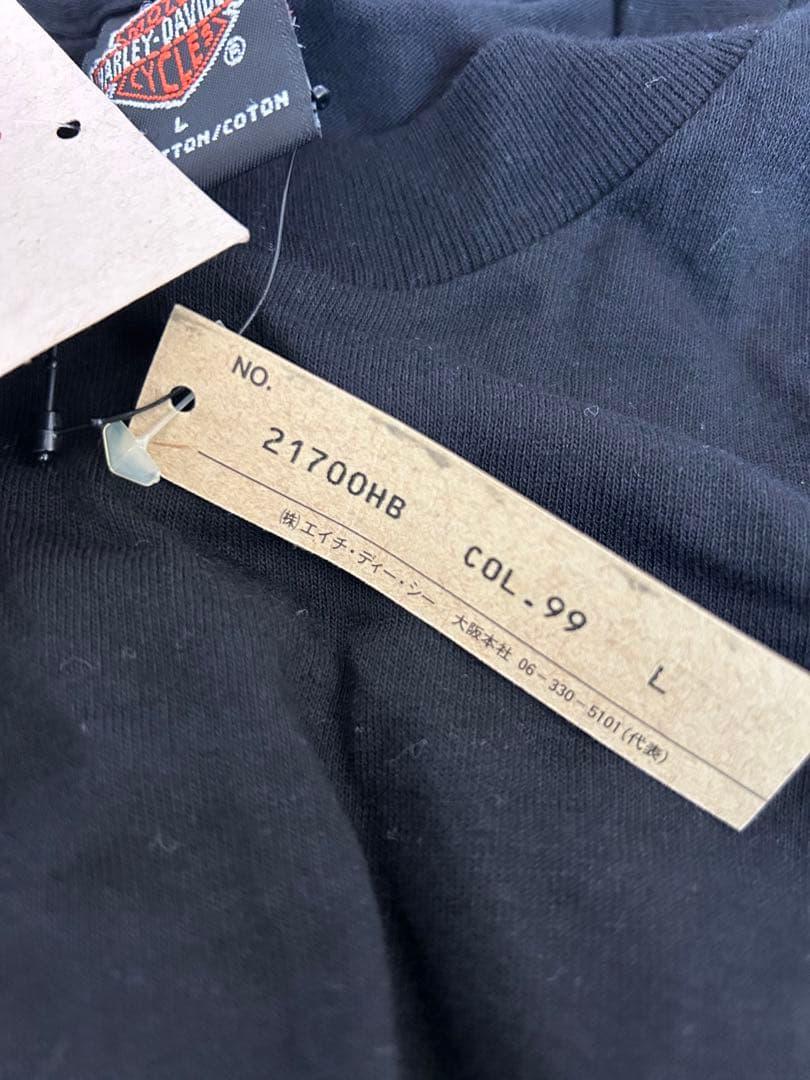 HARLEY-DAVIDSON
CYCLES
®
L
COTTON/COTON
NO.
21700HB COL.99 L
㈱エイチ・ディー・シー 大阪本社 06-330-5101(代表)